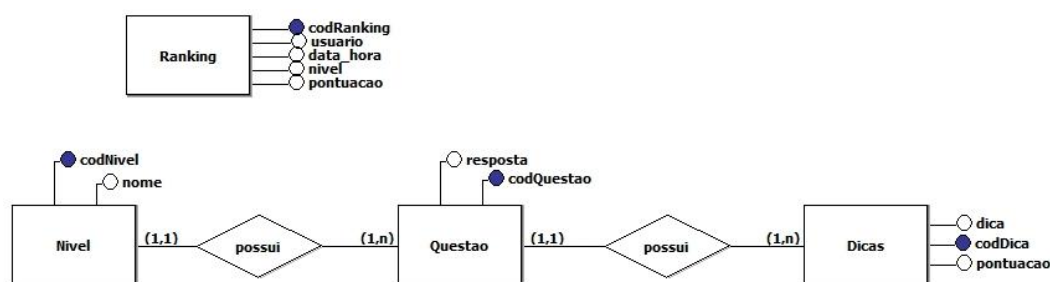 codRanking
usuario
Ranking
data_hora
nivel
pontuacao
codNivel
nome
resposta
codQuestao
Nivel
(1,1)
possui
(1,n)
Questao
(1,1)
possui
(1,n)
Dicas
dica
codDica
pontuacao